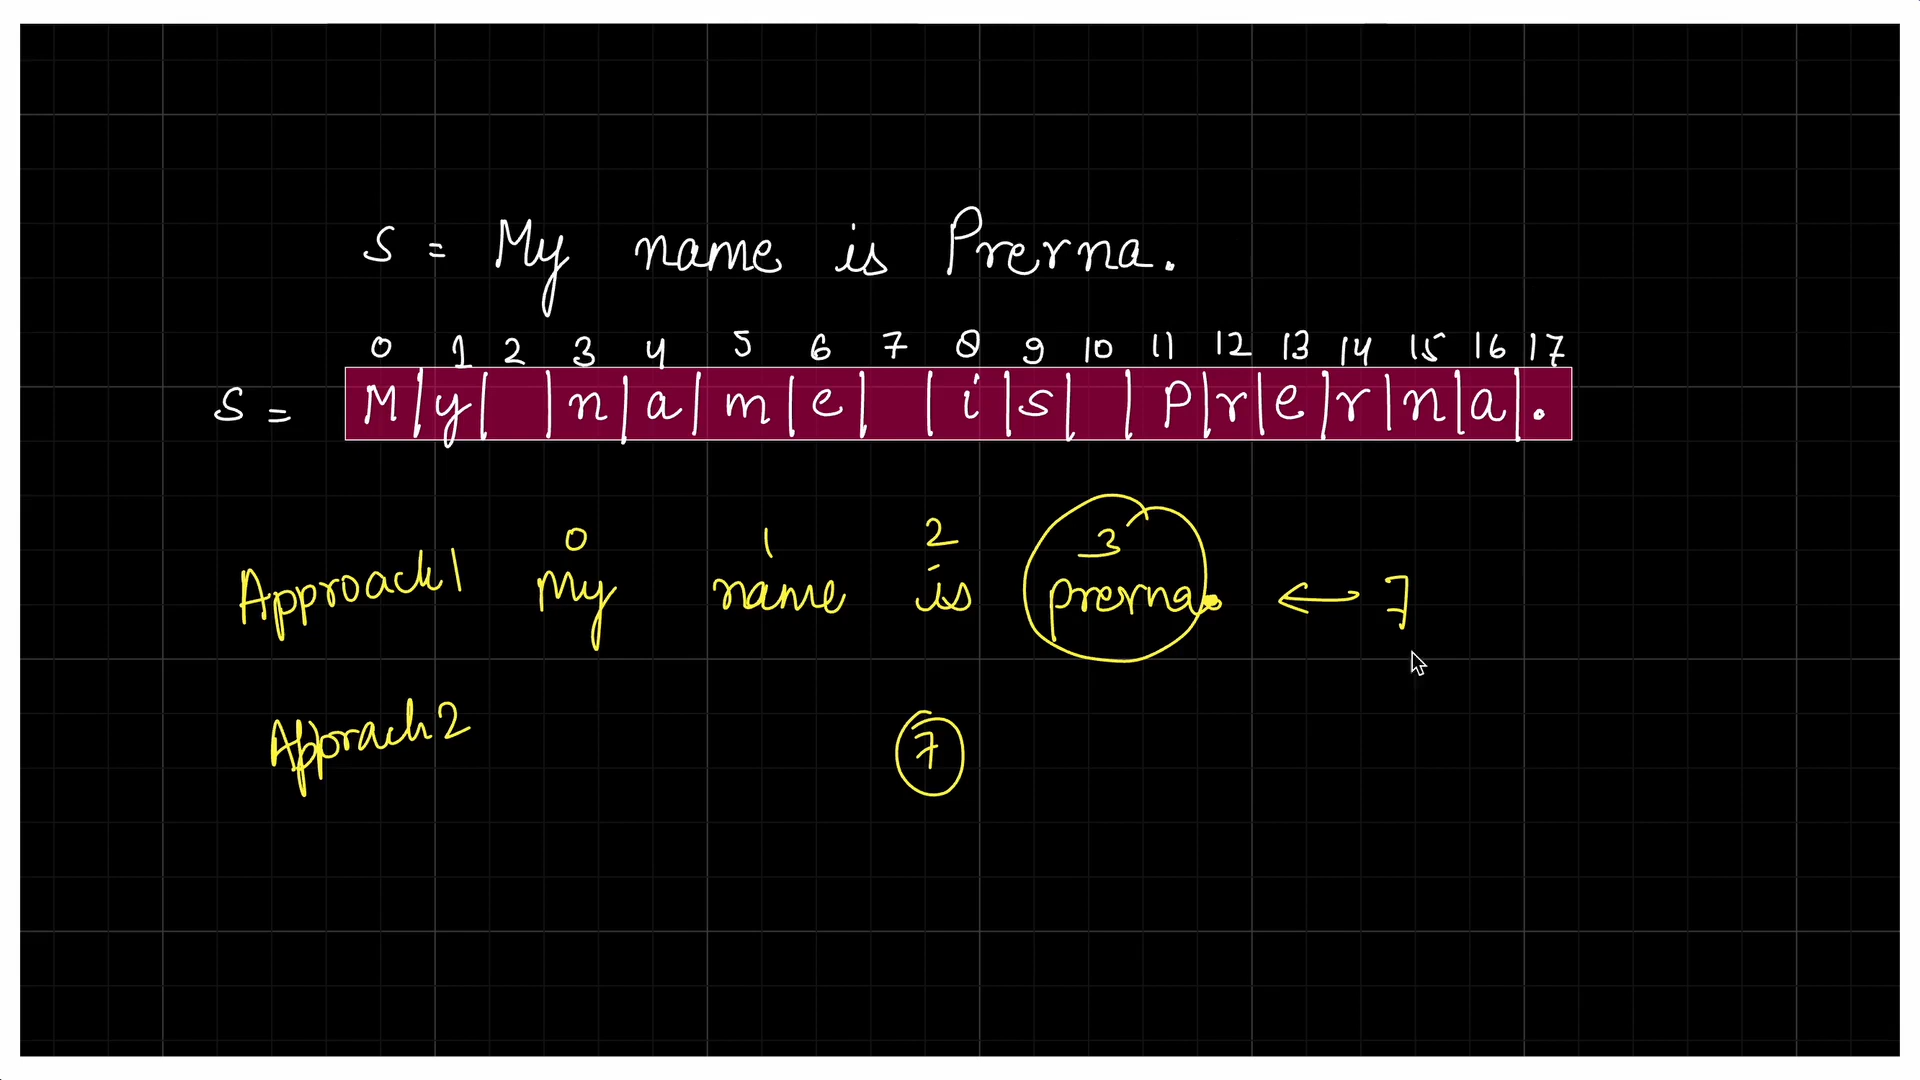 S = My name is Prerna.
0 1 2 3 4 5 6 7 8 9 10 11 12 13 14 15 16 17
S = M|y| |n|a|m|e| |i|s| |P|r|e|r|n|a|.
0 1 2 3
Approach1 My name is prerna. ⟷ 7
Apporach2 7